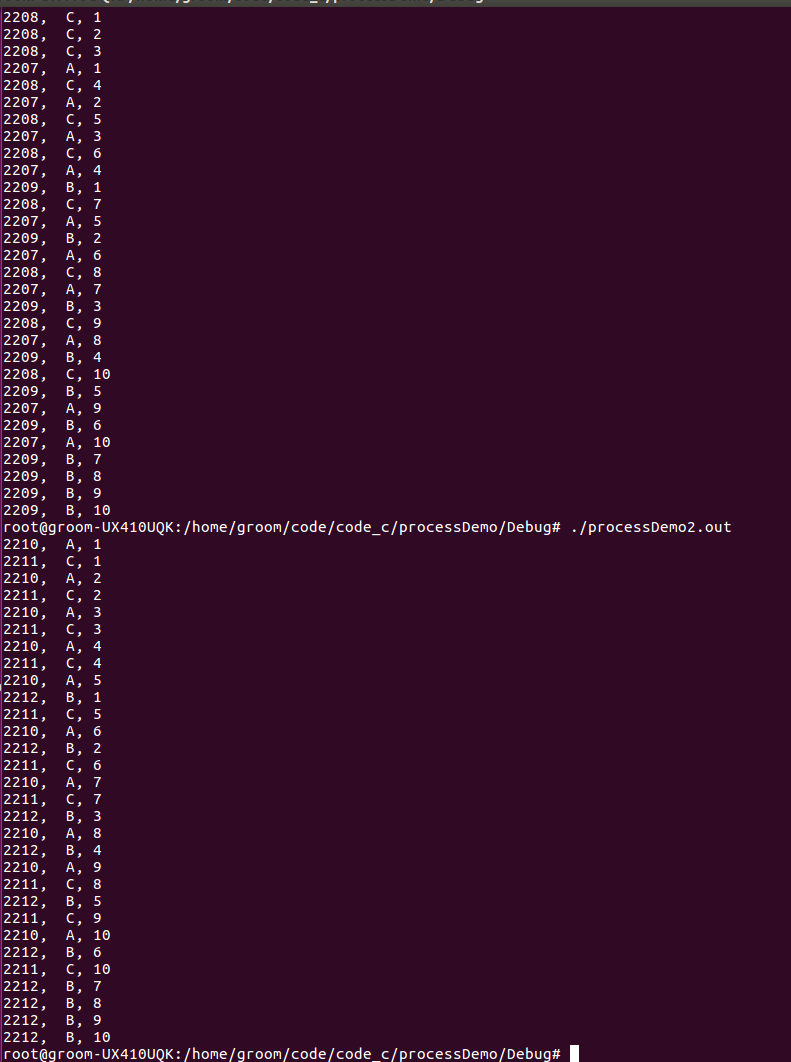 2208,  C, 1
2208,  C, 2
2208,  C, 3
2207,  A, 1
2208,  C, 4
2207,  A, 2
2208,  C, 5
2207,  A, 3
2208,  C, 6
2207,  A, 4
2209,  B, 1
2208,  C, 7
2207,  A, 5
2209,  B, 2
2207,  A, 6
2208,  C, 8
2207,  A, 7
2209,  B, 3
2208,  C, 9
2207,  A, 8
2209,  B, 4
2208,  C, 10
2209,  B, 5
2207,  A, 9
2209,  B, 6
2207,  A, 10
2209,  B, 7
2209,  B, 8
2209,  B, 9
2209,  B, 10
root@groom-UX410UQK:/home/groom/code/code_c/processDemo/Debug# ./processDemo2.out
2210,  A, 1
2211,  C, 1
2210,  A, 2
2211,  C, 2
2210,  A, 3
2211,  C, 3
2210,  A, 4
2211,  C, 4
2210,  A, 5
2212,  B, 1
2211,  C, 5
2210,  A, 6
2212,  B, 2
2211,  C, 6
2210,  A, 7
2211,  C, 7
2212,  B, 3
2210,  A, 8
2212,  B, 4
2210,  A, 9
2211,  C, 8
2212,  B, 5
2211,  C, 9
2210,  A, 10
2212,  B, 6
2211,  C, 10
2212,  B, 7
2212,  B, 8
2212,  B, 9
2212,  B, 10
root@groom-UX410UQK:/home/groom/code/code_c/processDemo/Debug#